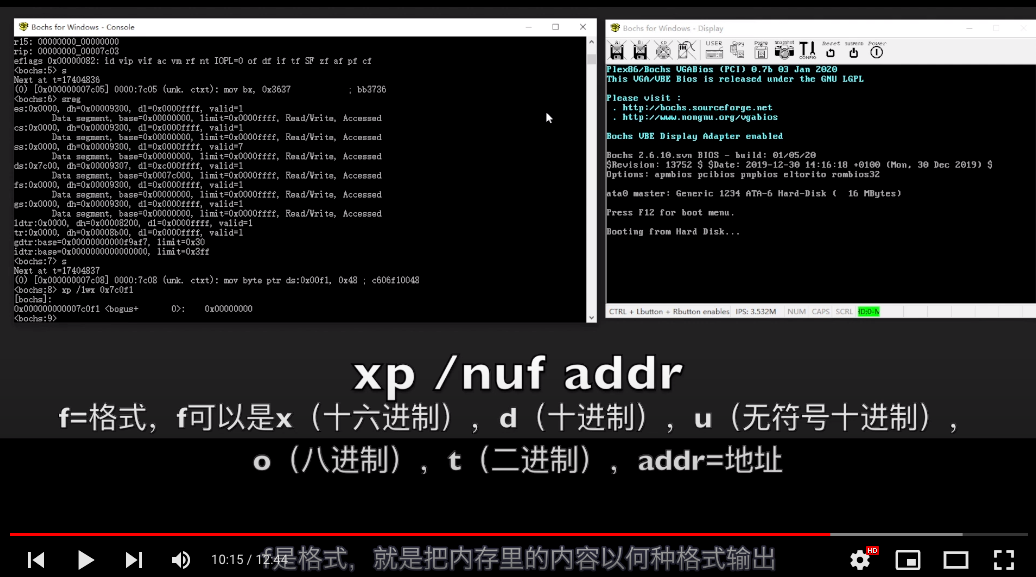 Bochs for Windows - Console
r15: 00000000_00000000
rip: 00000000_00007c03
eflags 0x00000082: id vip vif ac vm rf nt IOPL=0 of df if tf SF zf af pf cf
<bochs:5> s
Next at t=17404836
(0) [0x000000007c05] 0000:7c05 (unk. ctxt): mov bx, 0x3637 ; bb3736
<bochs:6> sreg
es:0x0000, dh=0x00009300, dl=0x0000ffff, valid=1
Data segment, base=0x00000000, limit=0x0000ffff, Read/Write, Accessed
cs:0x0000, dh=0x00009300, dl=0x0000ffff, valid=1
Data segment, base=0x00000000, limit=0x0000ffff, Read/Write, Accessed
ss:0x0000, dh=0x00009300, dl=0x0000ffff, valid=7
Data segment, base=0x00000000, limit=0x0000ffff, Read/Write, Accessed
ds:0x7c00, dh=0x00009307, dl=0xc000ffff, valid=1
Data segment, base=0x0007c000, limit=0x0000ffff, Read/Write, Accessed
fs:0x0000, dh=0x00009300, dl=0x0000ffff, valid=1
Data segment, base=0x00000000, limit=0x0000ffff, Read/Write, Accessed
gs:0x0000, dh=0x00009300, dl=0x0000ffff, valid=1
Data segment, base=0x00000000, limit=0x0000ffff, Read/Write, Accessed
ldtr:0x0000, dh=0x00008200, dl=0x0000ffff, valid=1
tr:0x0000, dh=0x00008b00, dl=0x0000ffff, valid=1
gdtr:base=0x00000000000f9af7, limit=0x30
idtr:base=0x0000000000000000, limit=0x3ff
<bochs:7> s
Next at t=17404837
(0) [0x000000007c08] 0000:7c08 (unk. ctxt): mov byte ptr ds:0x00f1, 0x48 ; c606f10048
<bochs:8> xp /1wx 0x7c0f1
[bochs]:
0x000000000007c0f1 <bogus+ 0>: 0x00000000
<bochs:9>
Bochs for Windows - Display
USER
Copy
Reset
Power
Plex86/Bochs VGABios (PCI) 0.7b 03 Jan 2020
This VGA/VBE Bios is released under the GNU LGPL
Please visit :
. http://bochs.sourceforge.net
. http://www.nongnu.org/vgabios
Bochs VBE Display Adapter enabled
Bochs 2.6.10.svn BIOS - build: 01/05/20
$Revision: 13752 $ $Date: 2019-12-30 14:16:18 +0100 (Mon, 30 Dec 2019) $
Options: apmbios pcibios pnpbios eltorito rombios32
ata0 master: Generic 1234 ATA-6 Hard-Disk ( 16 MBytes)
Press F12 for boot menu.
Booting from Hard Disk...
CTRL + Lbutton + Rbutton enables IPS: 3.532M NUM CAPS SCRL HD:0-M
xp /nuf addr
f=格式，f可以是x（十六进制），d（十进制），u（无符号十进制），
o（八进制），t（二进制），addr=地址
f是格式，就是把内存里的内容以何种格式输出
10:15 / 12:44
HD